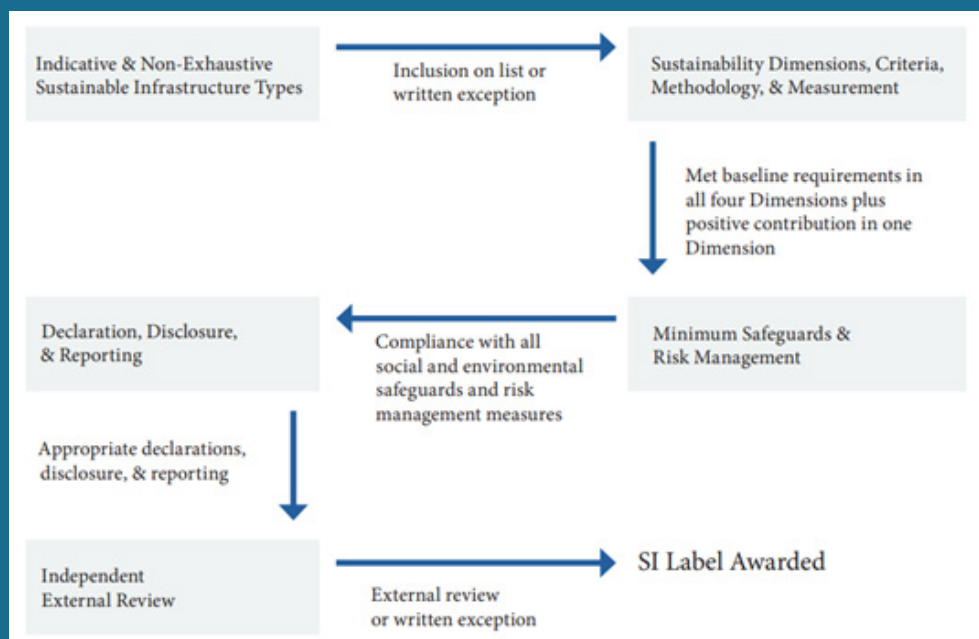 Indicative & Non-Exhaustive
Sustainable Infrastructure Types
Inclusion on list or
written exception
Sustainability Dimensions, Criteria,
Methodology, & Measurement
Met baseline requirements in
all four Dimensions plus
positive contribution in one
Dimension
Minimum Safeguards &
Risk Management
Compliance with all
social and environmental
safeguards and risk
management measures
Declaration, Disclosure,
& Reporting
Appropriate declarations,
disclosure, & reporting
Independent
External Review
External review
or written exception
SI Label Awarded